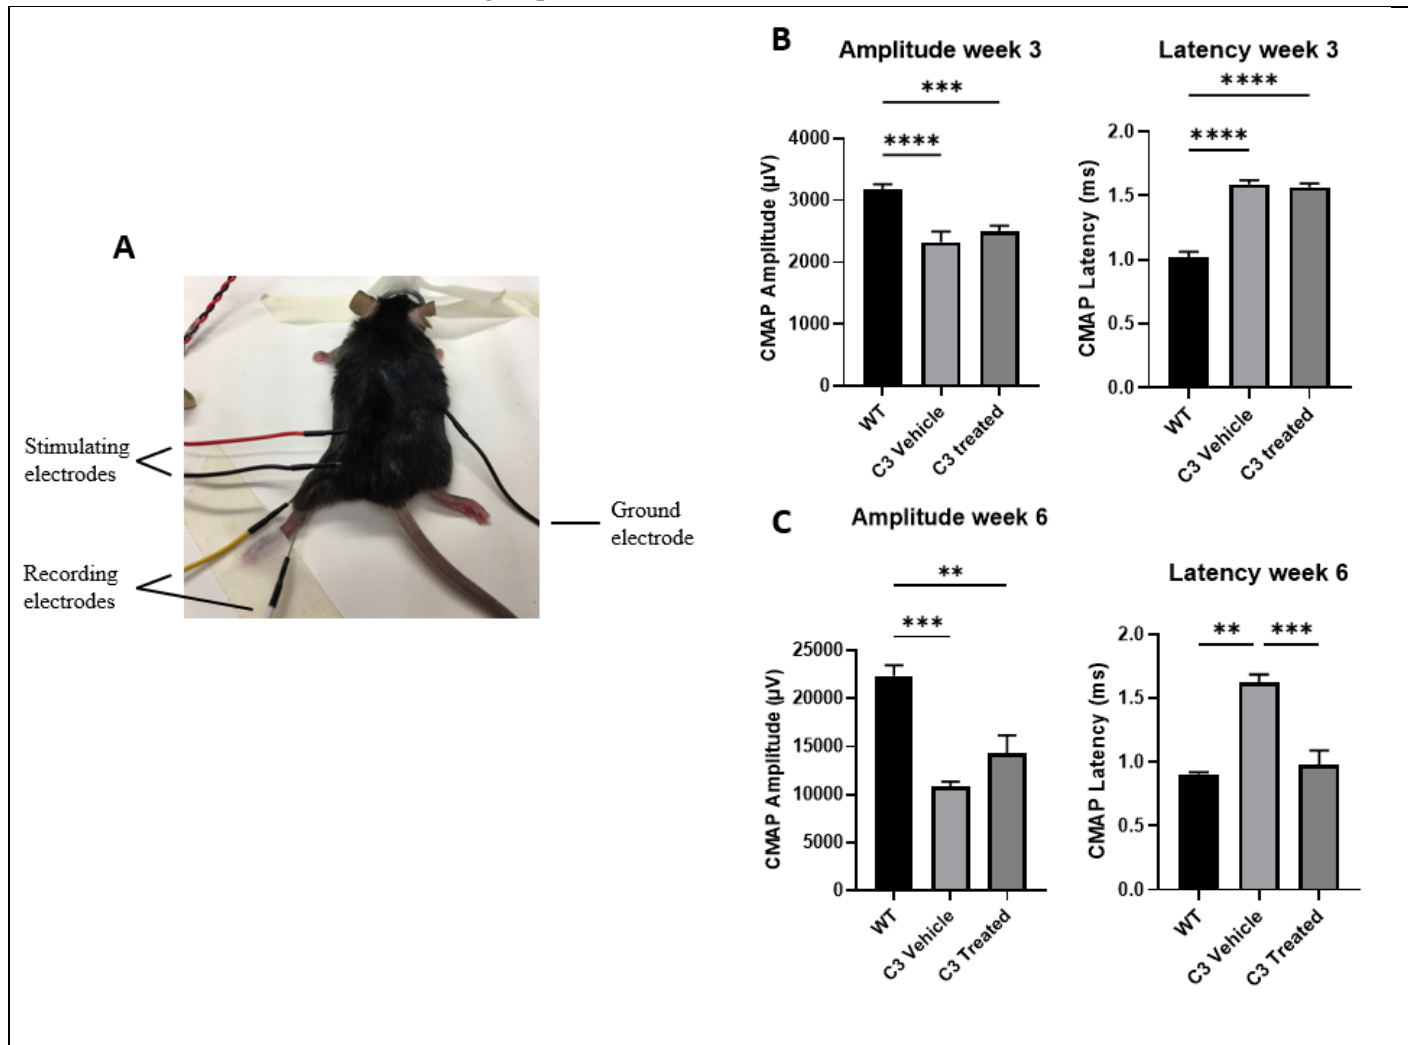 A
Stimulating
electrodes
Recording
electrodes
Ground
electrode
B
Amplitude week 3
***
****
CMAP Amplitude (µV)
4000
3000
2000
1000
0
WT
C3 Vehicle
C3 treated
Latency week 3
****
****
CMAP Latency (ms)
2.0
1.5
1.0
0.5
0.0
WT
C3 Vehicle
C3 treated
C
Amplitude week 6
**
***
CMAP Amplitude (µV)
25000
20000
15000
10000
5000
0
WT
C3 Vehicle
C3 Treated
Latency week 6
** ***
CMAP Latency (ms)
2.0
1.5
1.0
0.5
0.0
WT
C3 Vehicle
C3 Treated